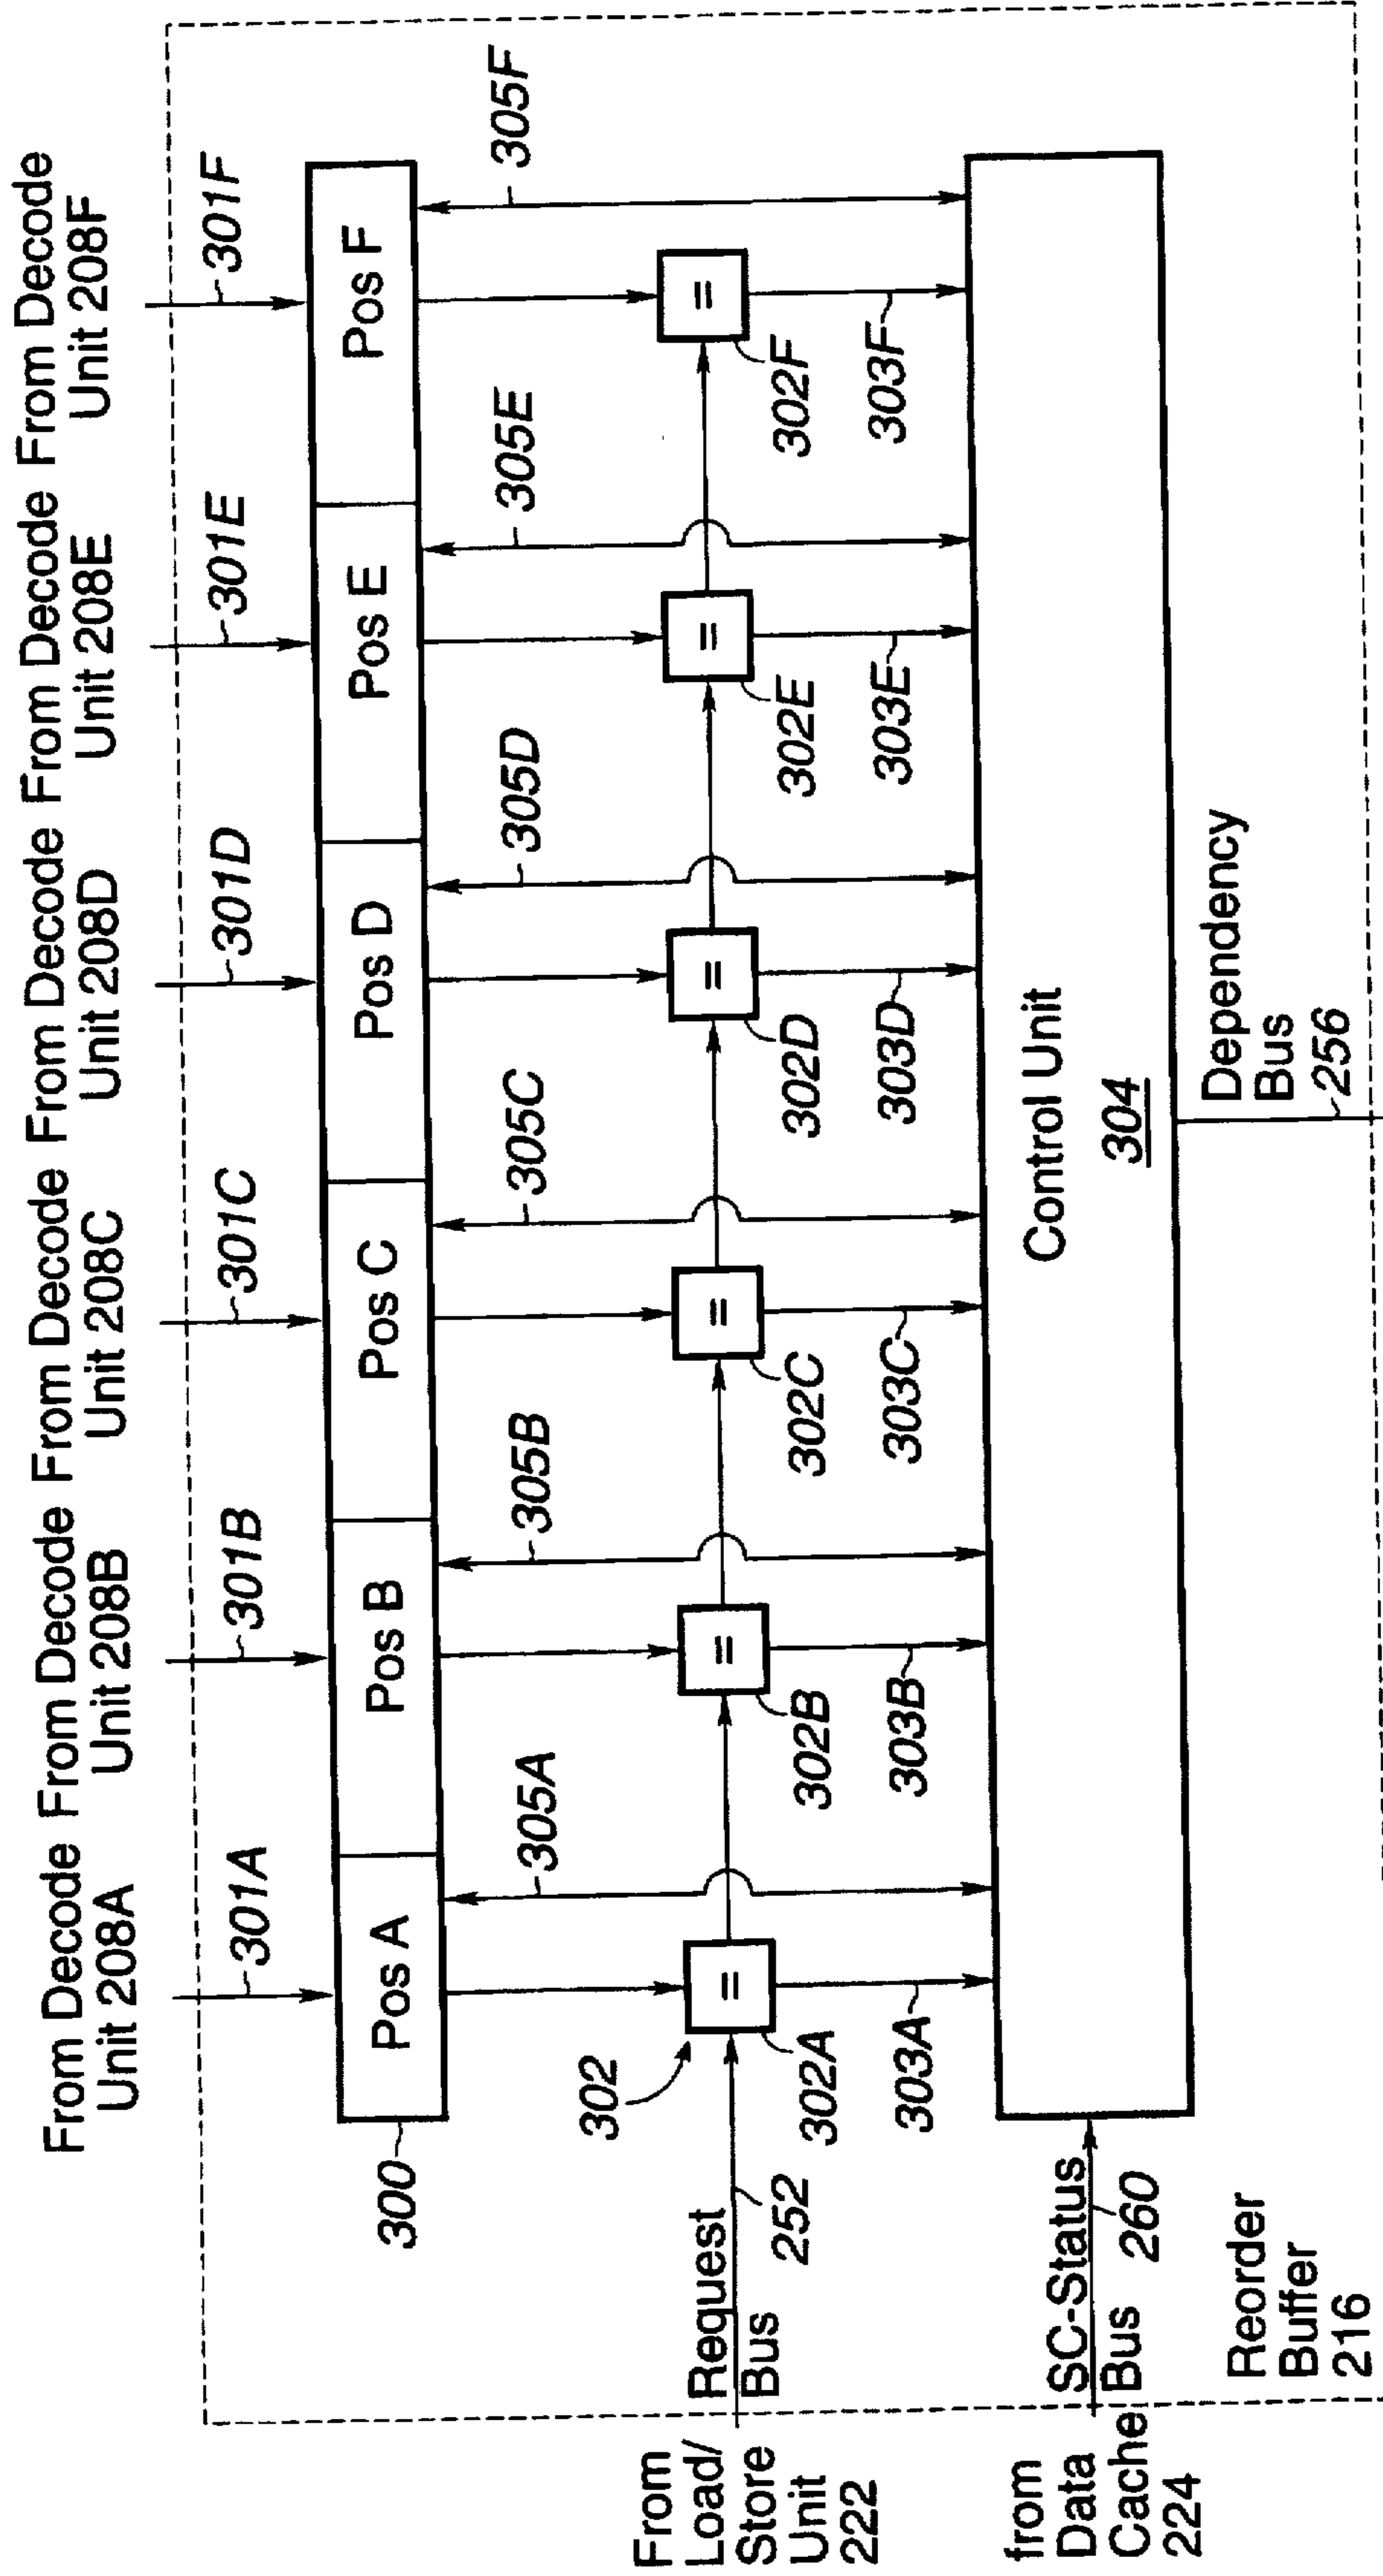 From Decode Unit 208A
From Decode Unit 208B
From Decode Unit 208C
From Decode Unit 208D
From Decode Unit 208E
From Decode Unit 208F
301A
301B
301C
301D
301E
301F
300
Pos A
Pos B
Pos C
Pos D
Pos E
Pos F
305A
305B
305C
305D
305E
305F
302
From
Load/
Store
Unit
222
Request
Bus
252
=
=
=
=
=
=
302A
302B
302C
302D
302E
302F
303A
303B
303C
303D
303E
303F
from
Data
Cache
224
SC-Status
Bus 260
Control Unit
304
Reorder
Buffer
216
Dependency
Bus
256